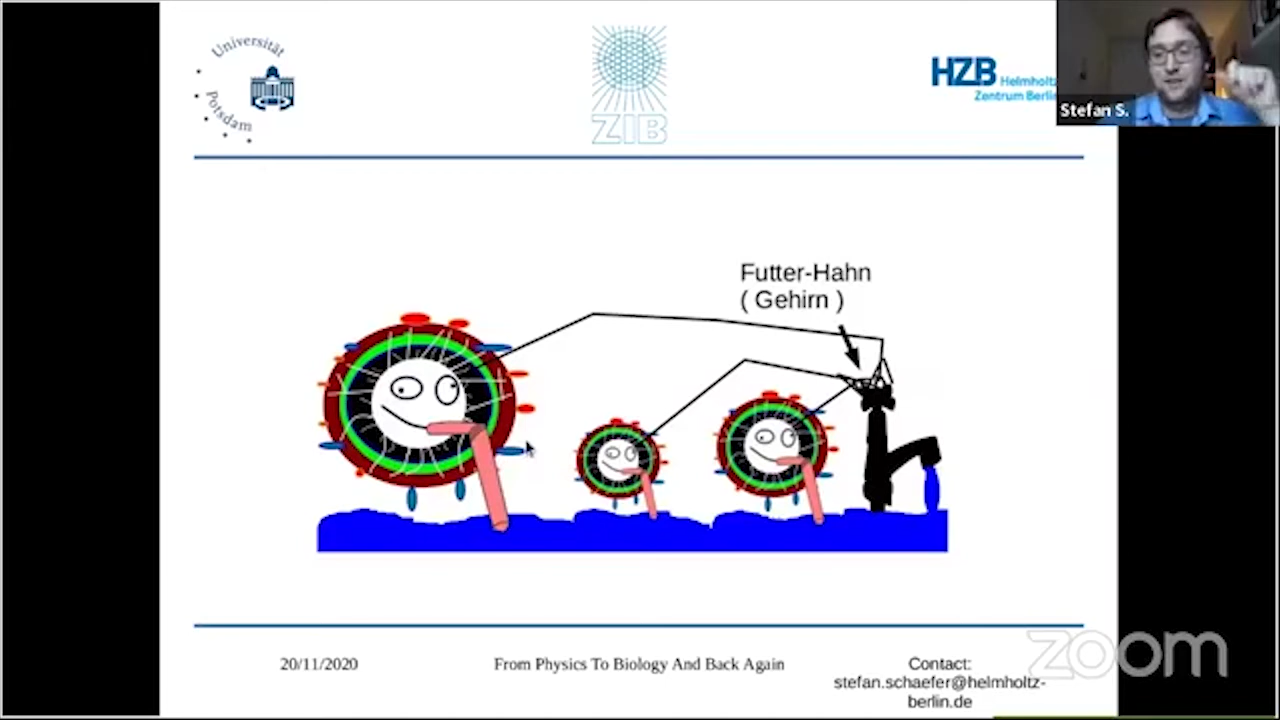 Universität
Potsdam
ZIB
HZB Helmholtz
Zentrum Berlin
Stefan S.
Futter-Hahn
( Gehirn )
20/11/2020
From Physics To Biology And Back Again
Contact:
stefan.schaefer@helmholtz-
berlin.de
zoom